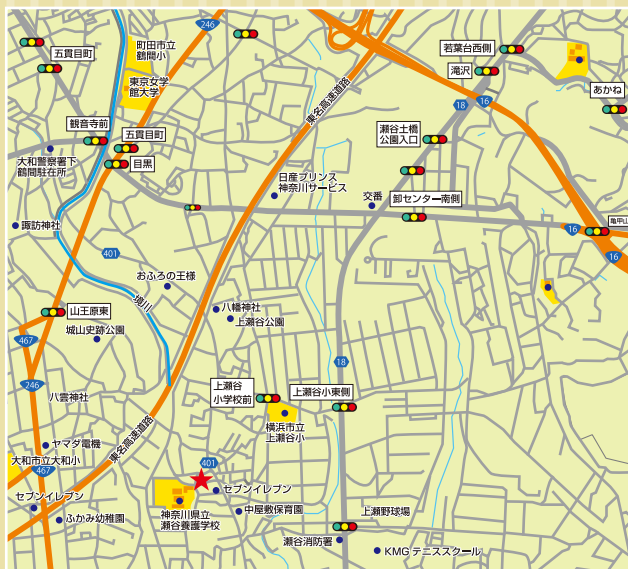 五貫目町
町田市立
鶴間小
246
若葉台西側
滝沢
東京女学
館大学
東名高速道路
あかね
18
16
観音寺前
五貫目町
瀬谷土橋
公園入口
大和警察署下
鶴間駐在所
目黒
日産プリンス
神奈川サービス
交番
卸センター南側
諏訪神社
亀甲山
16
401
16
おふろの王様
境川
山王原東
八幡神社
上瀬谷公園
城山史跡公園
467
18
246
八雲神社
上瀬谷
小学校前
上瀬谷小東側
横浜市立
上瀬谷小
東名高速道路
ヤマダ電機
大和市立大和小
467
401
セブンイレブン
セブンイレブン
神奈川県立
瀬谷養護学校
中屋敷保育園
上瀬野球場
ふかみ幼稚園
瀬谷消防署
KMGテニススクール